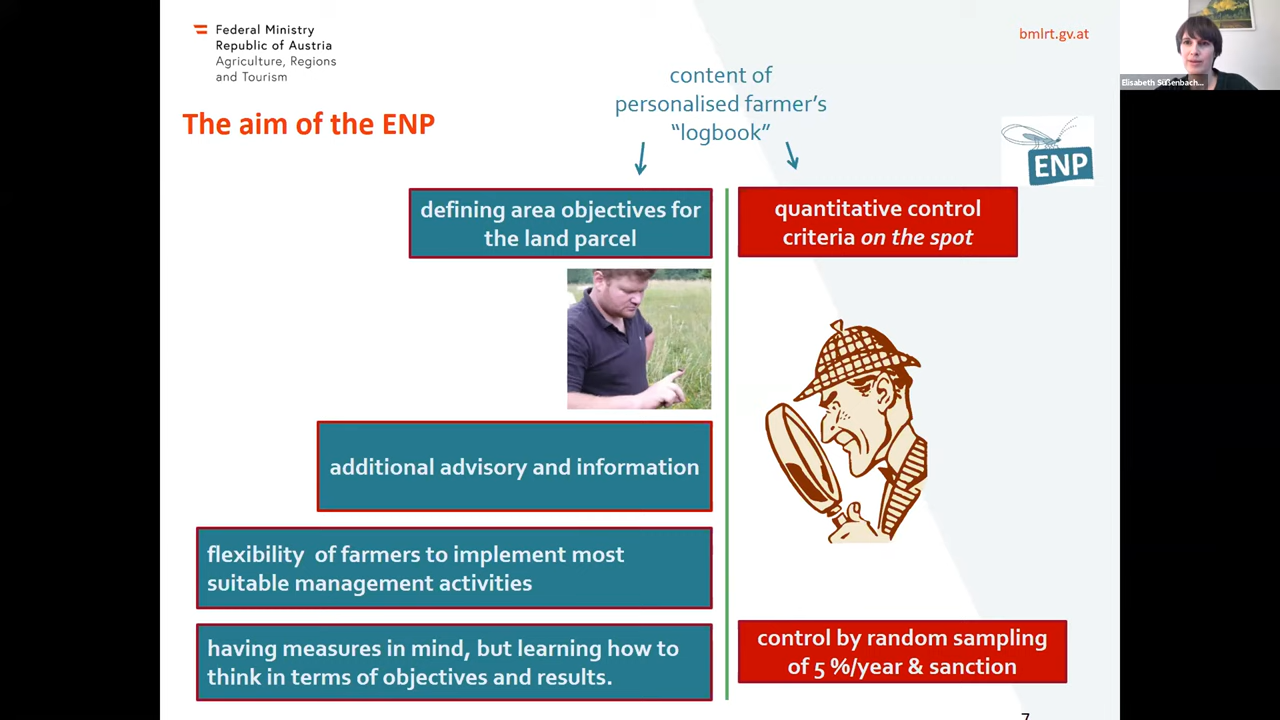 Federal Ministry
Republic of Austria
Agriculture, Regions
and Tourism
bmlrt.gv.at
Elisabeth Süßenbach...
content of
personalised farmer's
“logbook”
The aim of the ENP
ENP
defining area objectives for
the land parcel
quantitative control
criteria on the spot
additional advisory and information
flexibility of farmers to implement most
suitable management activities
having measures in mind, but learning how to
think in terms of objectives and results.
control by random sampling
of 5 %/year & sanction
7